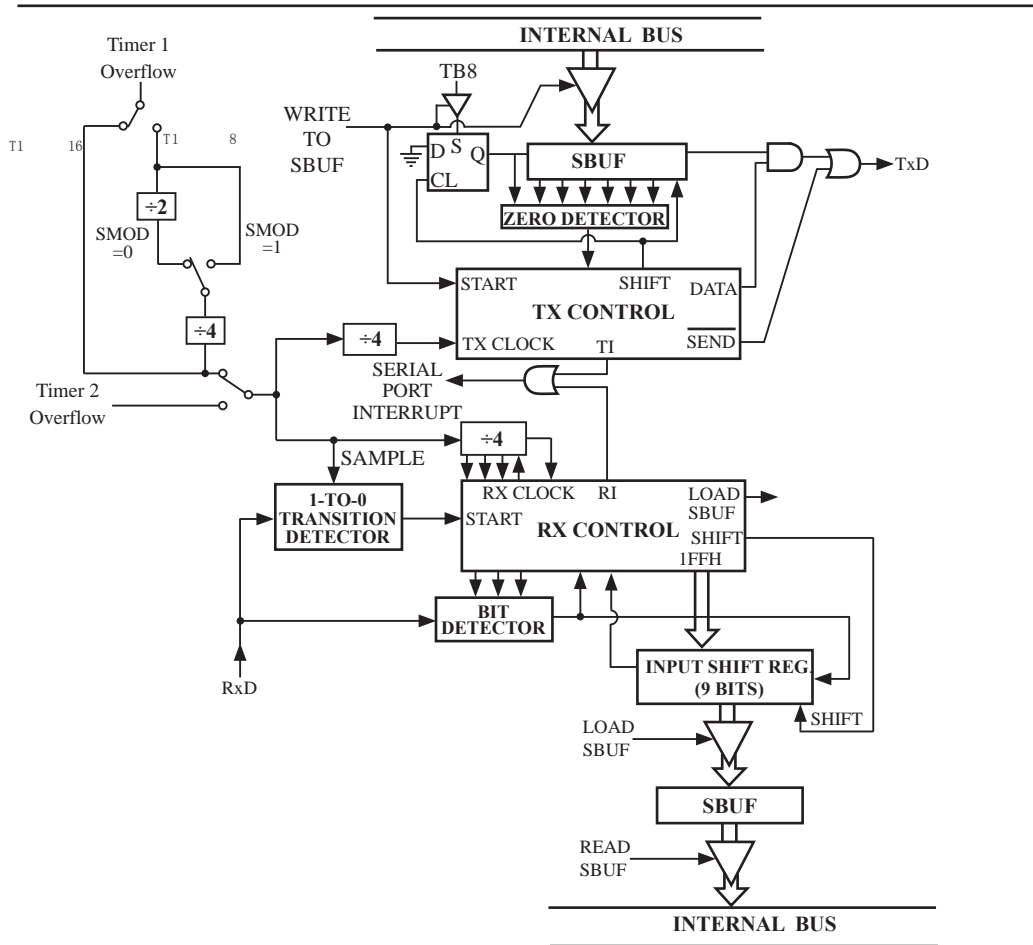 INTERNAL BUS
Timer 1
Overflow
TB8
WRITE
TO
SBUF
T1
16
T1
8
D
S
Q
CL
SBUF
TxD
÷2
ZERO DETECTOR
SMOD
=0
SMOD
=1
START
SHIFT
DATA
TX CONTROL
÷4
÷4
TX CLOCK
TI
SEND
SERIAL
PORT
INTERRUPT
Timer 2
Overflow
÷4
SAMPLE
RX CLOCK
RI
LOAD
SBUF
1-TO-0
TRANSITION
DETECTOR
START
RX CONTROL
SHIFT
1FFH
BIT
DETECTOR
RxD
INPUT SHIFT REG.
(9 BITS)
SHIFT
LOAD
SBUF
SBUF
READ
SBUF
INTERNAL BUS